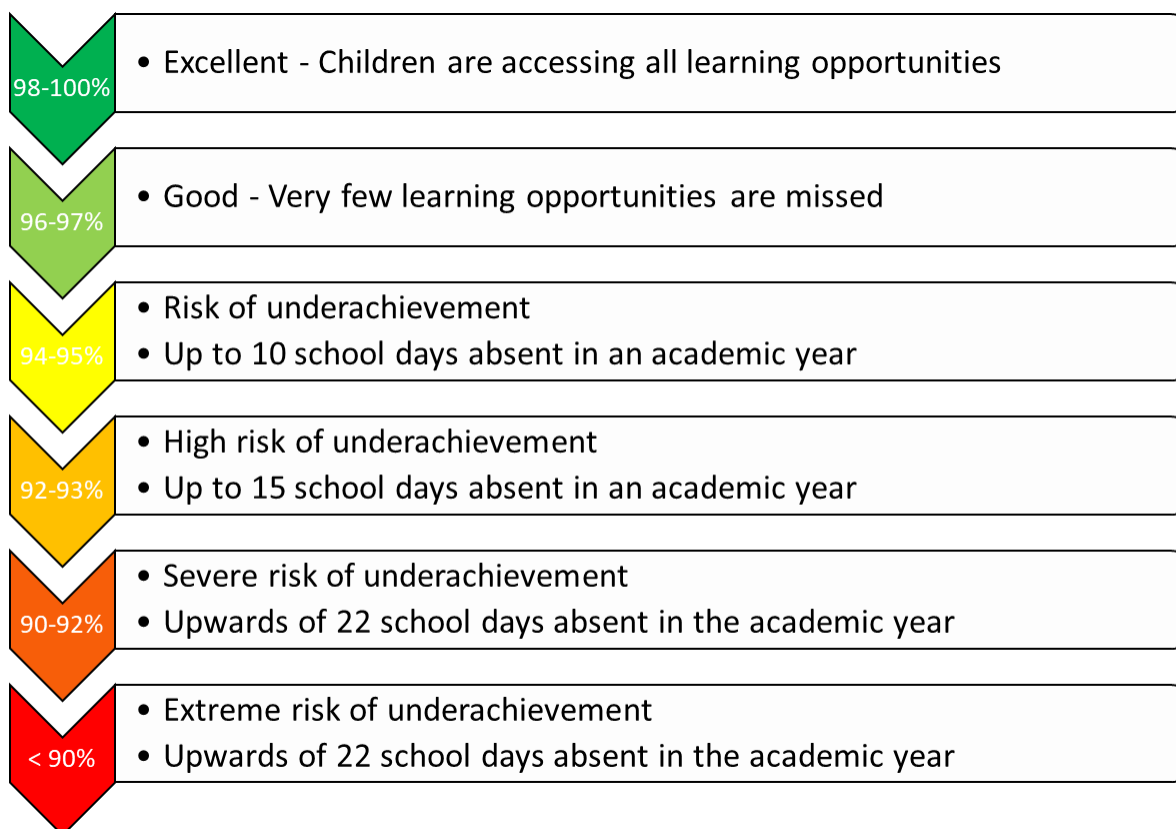 98-100%
• Excellent - Children are accessing all learning opportunities
96-97%
• Good - Very few learning opportunities are missed
94-95%
• Risk of underachievement
• Up to 10 school days absent in an academic year
92-93%
• High risk of underachievement
• Up to 15 school days absent in an academic year
90-92%
• Severe risk of underachievement
• Upwards of 22 school days absent in the academic year
< 90%
• Extreme risk of underachievement
• Upwards of 22 school days absent in the academic year